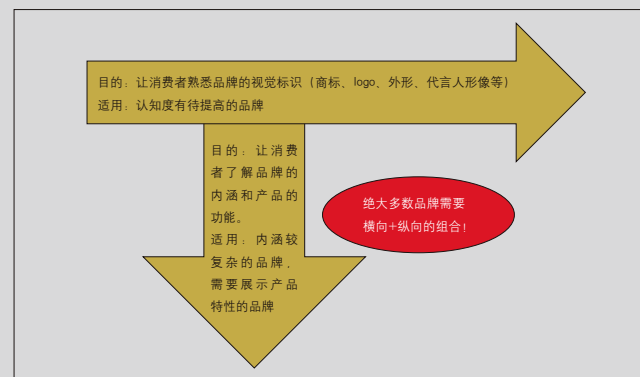 目的：让消费者熟悉品牌的视觉标识（商标、logo、外形、代言人形像等）
适用：认知度有待提高的品牌
目的：让消费
者了解品牌的
内涵和产品的
功能。
适用：内涵较
复杂的品牌，
需要展示产品
特性的品牌
绝大多数品牌需要
横向+纵向的组合！